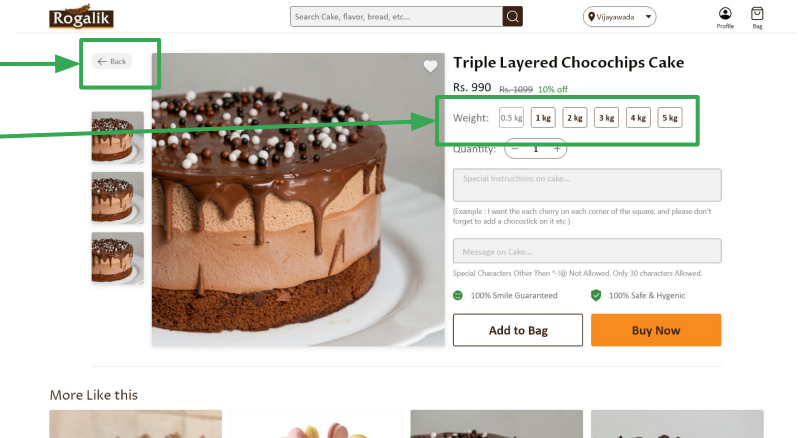 Rogalik
Search Cake, flavor, bread, etc...
Vijayawada
Profile
Bag
Back
Triple Layered Chocochips Cake
Rs. 990 Rs. 1099 10% off
Weight: 0.5 kg 1 kg 2 kg 3 kg 4 kg 5 kg
Quantity: − 1 +
Special Instructions on cake...
(Example : I want the each cherry on each corner of the square, and please don't
forget to add a chocostick on it etc )
Message on Cake...
Special Characters Other Then *-!@ Not Allowed. Only 30 characters Allowed.
100% Smile Guaranteed
100% Safe & Hygenic
Add to Bag
Buy Now
More Like this